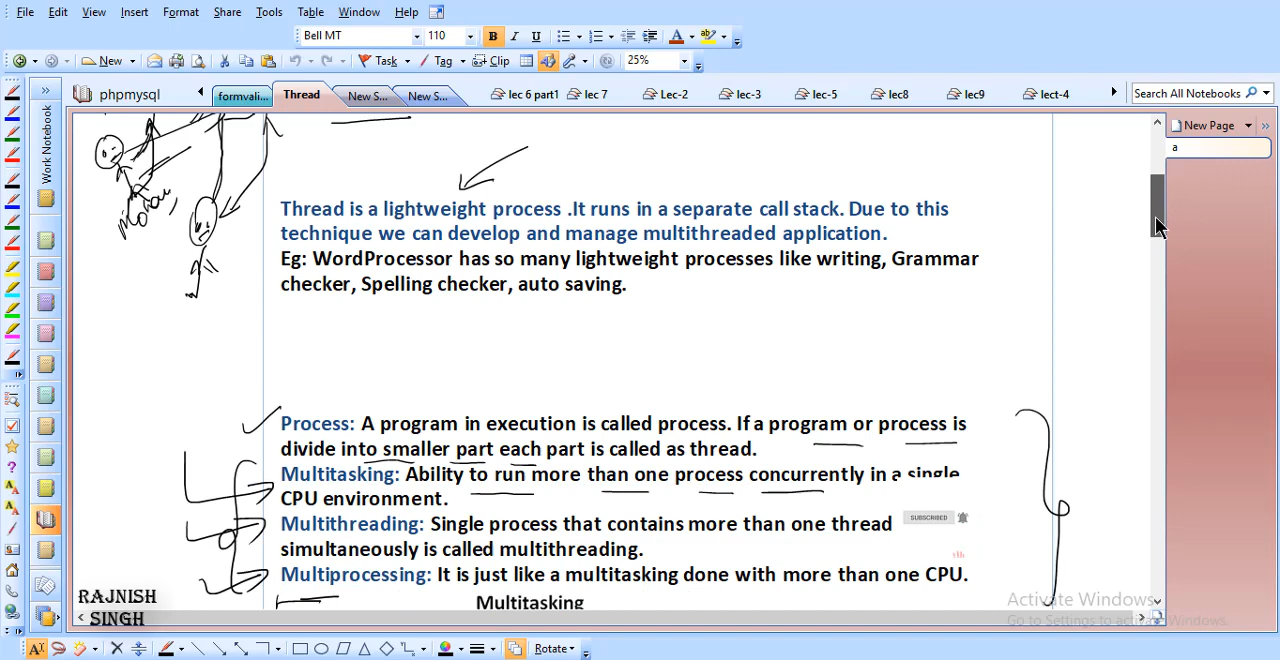 File Edit View Insert Format Share Tools Table Window Help
Bell MT 110 B I U A ab
New Task Tag Clip 25%
phpmysql formvali... Thread New S... New S... lec 6 part1 lec 7 Lec-2 lec-3 lec-5 lec8 lec9 lect-4 Search All Notebooks
New Page
a
Work Notebook
Thread is a lightweight process .It runs in a separate call stack. Due to this
technique we can develop and manage multithreaded application.
Eg: WordProcessor has so many lightweight processes like writing, Grammar
checker, Spelling checker, auto saving.
Process: A program in execution is called process. If a program or process is
divide into smaller part each part is called as thread.
Multitasking: Ability to run more than one process concurrently in a single
CPU environment.
Multithreading: Single process that contains more than one thread
SUBSCRIBED
simultaneously is called multithreading.
Multiprocessing: It is just like a multitasking done with more than one CPU.
Multitasking
RAJNISH
SINGH
Activate Windows
Go to Settings to activate Windows.
Rotate